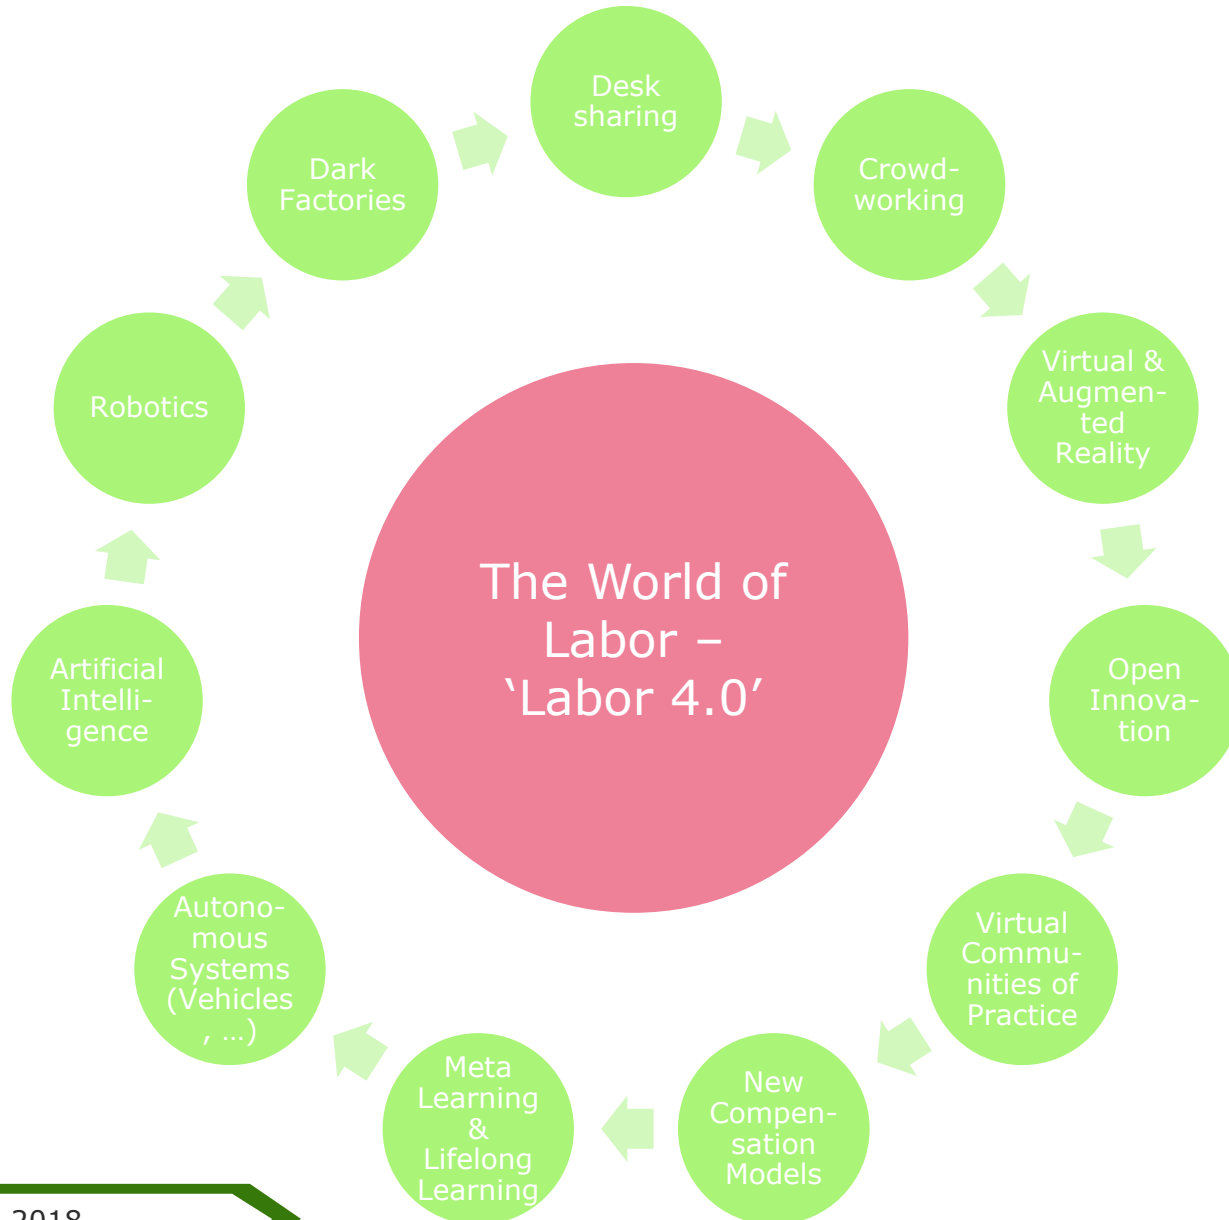 Desk
sharing
Crowd-
working
Virtual &
Augmen-
ted
Reality
Open
Innova-
tion
Virtual
Commu-
nities of
Practice
New
Compen-
sation
Models
Meta
Learning
&
Lifelong
Learning
Autono-
mous
Systems
(Vehicles
, ...)
Artificial
Intelli-
gence
Robotics
Dark
Factories
The World of
Labor –
‘Labor 4.0’
2018